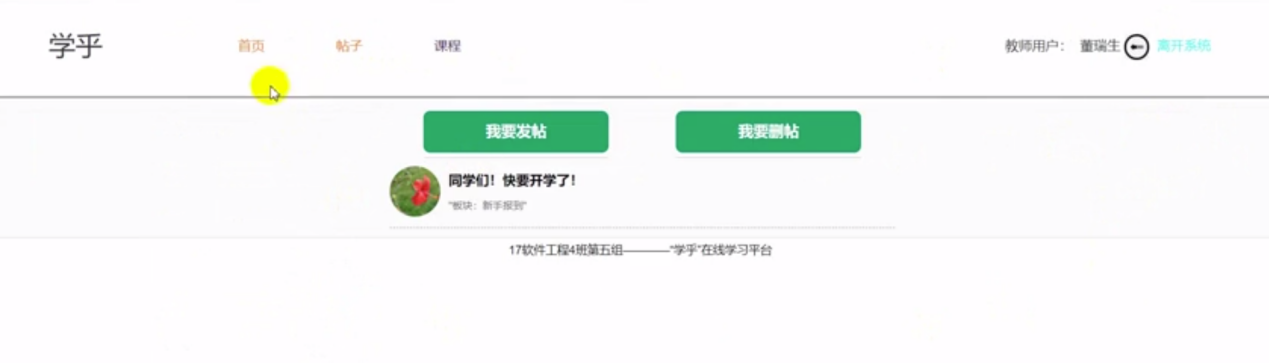 学乎 首页 帖子 课程 教师用户： 董瑞生 离开系统
我要发帖 我要删帖
同学们！快要开学了！
"板块：新手报到"
17软件工程4班第五组————“学乎”在线学习平台